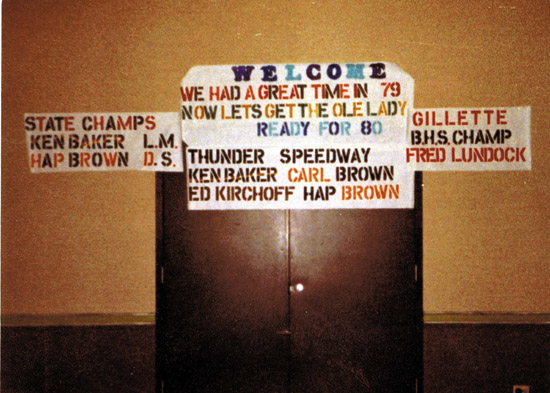 WELCOME
WE HAD A GREAT TIME IN 79
NOW LETS GET THE OLE LADY
READY FOR 80
THUNDER SPEEDWAY
KEN BAKER CARL BROWN
ED KIRCHOFF HAP BROWN
STATE CHAMPS
KEN BAKER L.M.
HAP BROWN D.S.
GILLETTE
B.H.S. CHAMP
FRED LUNDOCK